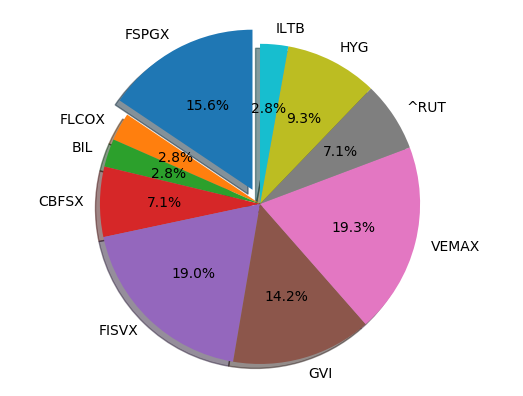 ILTB
FSPGX
HYG
15.6%
2.8%
9.3%
^RUT
FLCOX
BIL
2.8%
7.1%
2.8%
CBFSX
7.1%
19.3%
VEMAX
19.0%
14.2%
FISVX
GVI